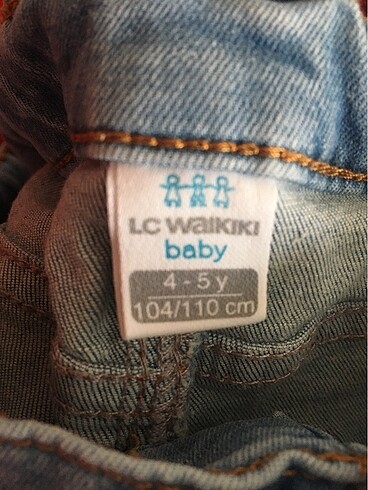 LC WAIKIKI
baby
4 - 5 y
104/110 cm